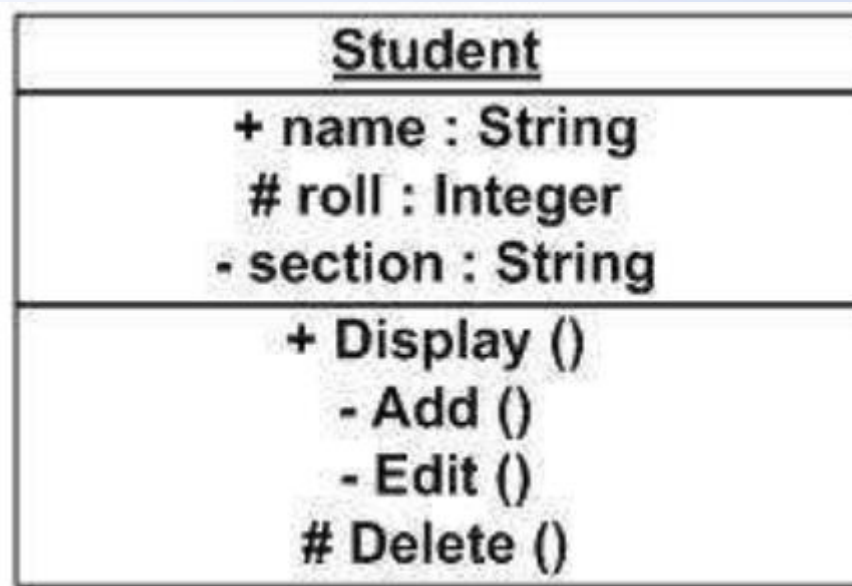 Student
+ name : String
# roll : Integer
- section : String
+ Display ()
- Add ()
- Edit ()
# Delete ()